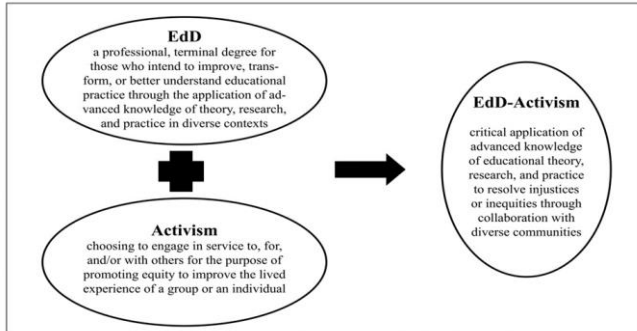 EdD
a professional, terminal degree for
those who intend to improve, trans-
form, or better understand educational
practice through the application of ad-
vanced knowledge of theory, research,
and practice in diverse contexts
Activism
choosing to engage in service to, for,
and/or with others for the purpose of
promoting equity to improve the lived
experience of a group or an individual
EdD-Activism
critical application of
advanced knowledge
of educational theory,
research, and practice
to resolve injustices
or inequities through
collaboration with
diverse communities